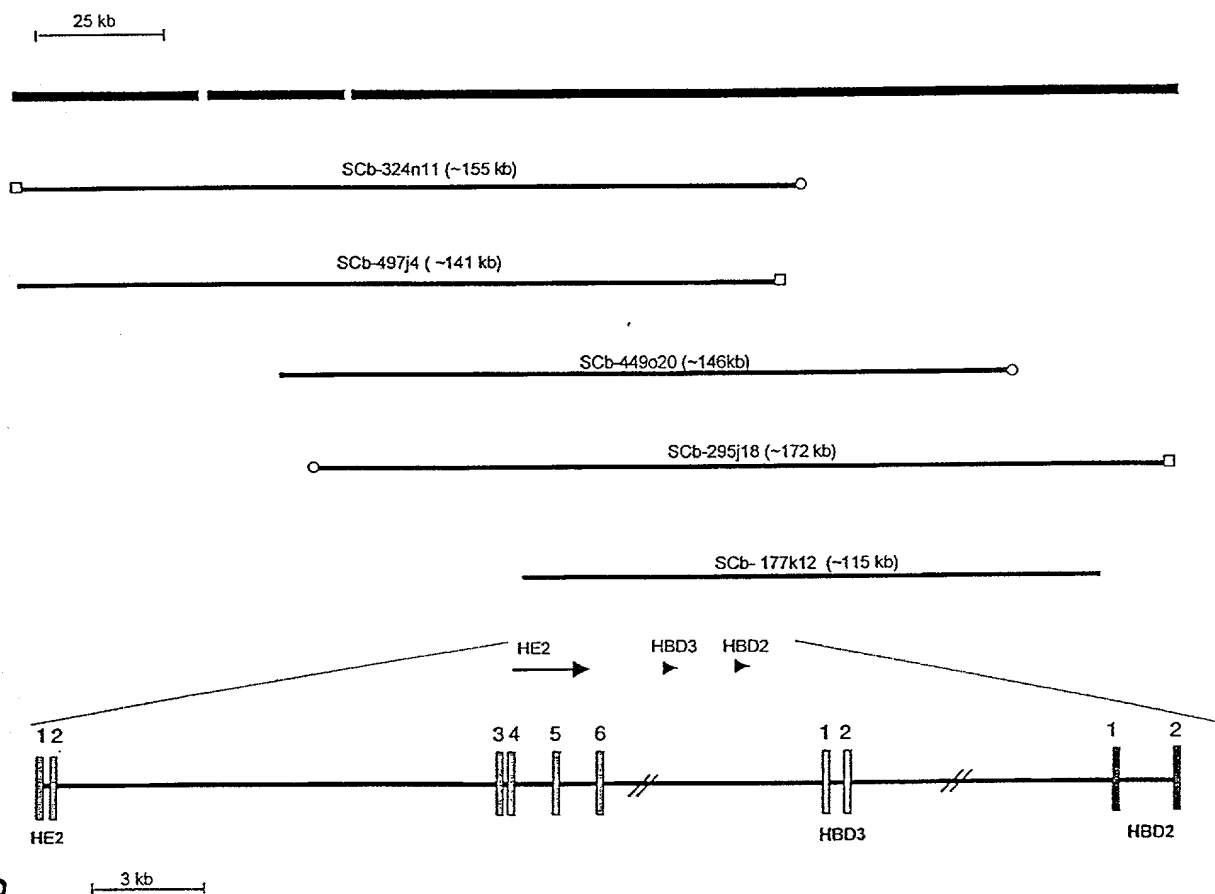 25 kb
SCb-324n11 (~155 kb)
SCb-497j4 ( ~141 kb)
SCb-449o20 (~146kb)
SCb-295j18 (~172 kb)
SCb- 177k12 (~115 kb)
HE2 HBD3 HBD2
1 2 3 4 5 6 1 2 1 2
HE2 HBD3 HBD2
3 kb